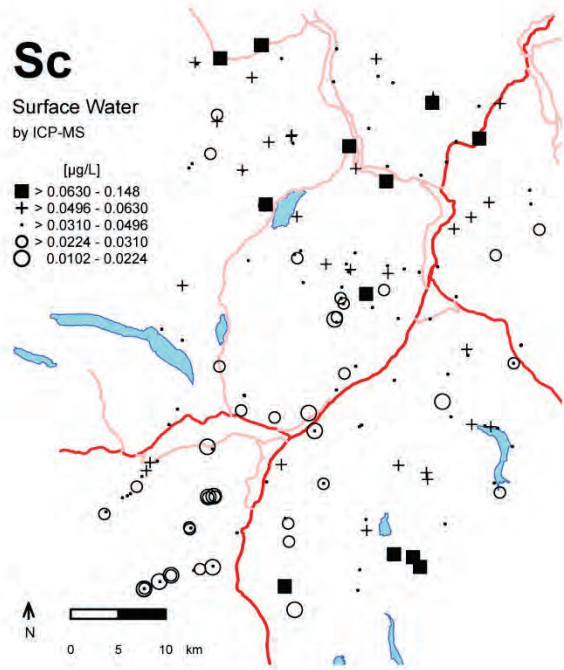 Sc
Surface Water
by ICP-MS
[µg/L]
> 0.0630 - 0.148
> 0.0496 - 0.0630
> 0.0310 - 0.0496
> 0.0224 - 0.0310
0.0102 - 0.0224
N
0 5 10 km